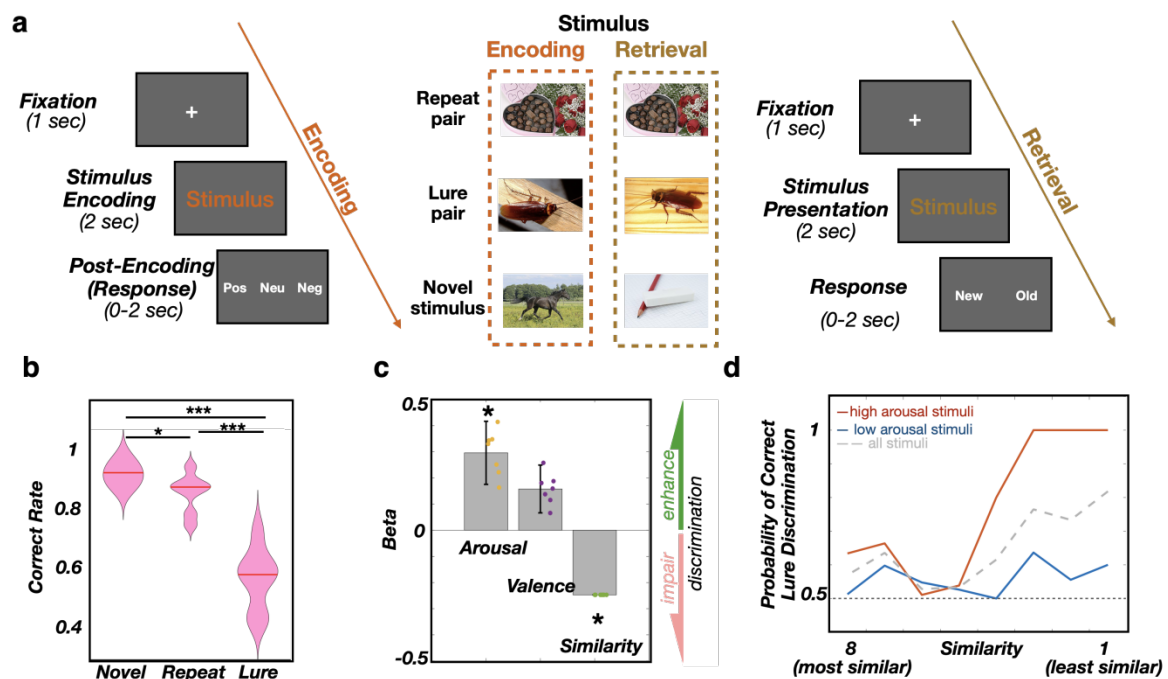 a
Fixation
(1 sec)
+
Stimulus
Encoding
(2 sec)
Stimulus
Post-Encoding
(Response)
(0-2 sec)
Pos Neu Neg
Encoding
Stimulus
Encoding Retrieval
Repeat
pair
Lure
pair
Novel
stimulus
Fixation
(1 sec)
+
Stimulus
Presentation
(2 sec)
Stimulus
Response
(0-2 sec)
New Old
Retrieval
b
***
* ***
Correct Rate
1
0.8
0.6
0.4
Novel Repeat Lure
c
Beta
0.5
0
-0.5
*
Arousal
Valence
Similarity
*
enhance
impair
discrimination
d
Probability of Correct
Lure Discrimination
1
0.5
high arousal stimuli
low arousal stimuli
all stimuli
8 Similarity 1
(most similar) (least similar)